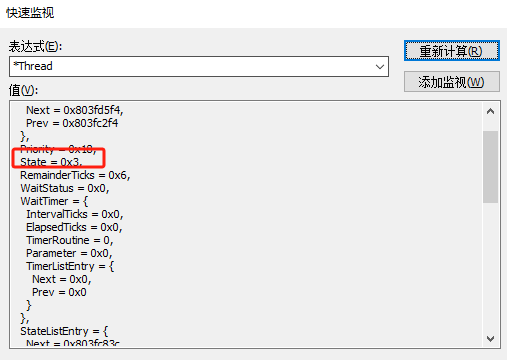 快速监视
表达式(E):
*Thread
重新计算(R)
添加监视(W)
值(V):
Next = 0x803fd5f4,
Prev = 0x803fc2f4
},
Priority = 0x18,
State = 0x3,
RemainderTicks = 0x6,
WaitStatus = 0x0,
WaitTimer = {
IntervalTicks = 0x0,
ElapsedTicks = 0x0,
TimerRoutine = 0,
Parameter = 0x0,
TimerListEntry = {
Next = 0x0,
Prev = 0x0
}
},
StateListEntry = {
Next = 0x803fc83c